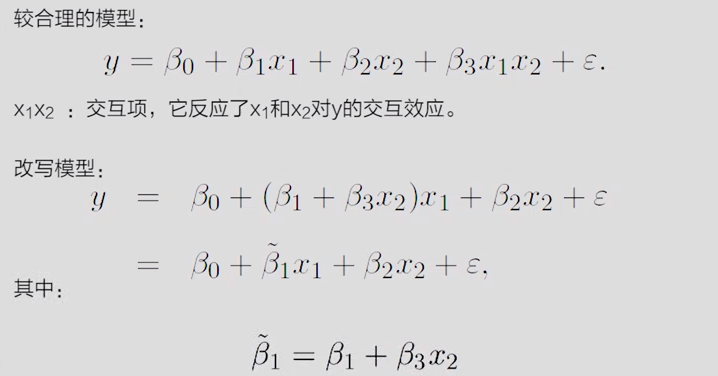 较合理的模型：
y = β₀ + β₁x₁ + β₂x₂ + β₃x₁x₂ + ε.
x₁x₂ ：交互项，它反应了x₁和x₂对y的交互效应。
改写模型：
y = β₀ + (β₁ + β₃x₂)x₁ + β₂x₂ + ε
= β₀ + β̃₁x₁ + β₂x₂ + ε,
其中：
β̃₁ = β₁ + β₃x₂